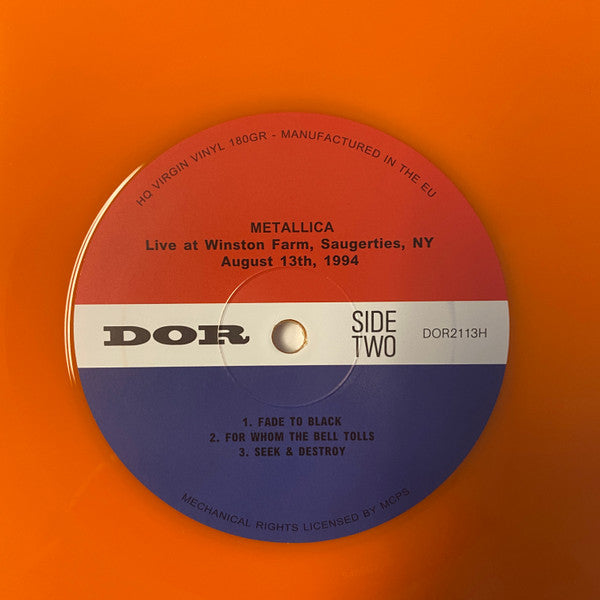 HQ VIRGIN VINYL 180GR - MANUFACTURED IN THE EU
METALLICA
Live at Winston Farm, Saugerties, NY
August 13th, 1994
DOR
SIDE
TWO
DOR2113H
1. FADE TO BLACK
2. FOR WHOM THE BELL TOLLS
3. SEEK & DESTROY
MECHANICAL RIGHTS LICENSED BY MCPS